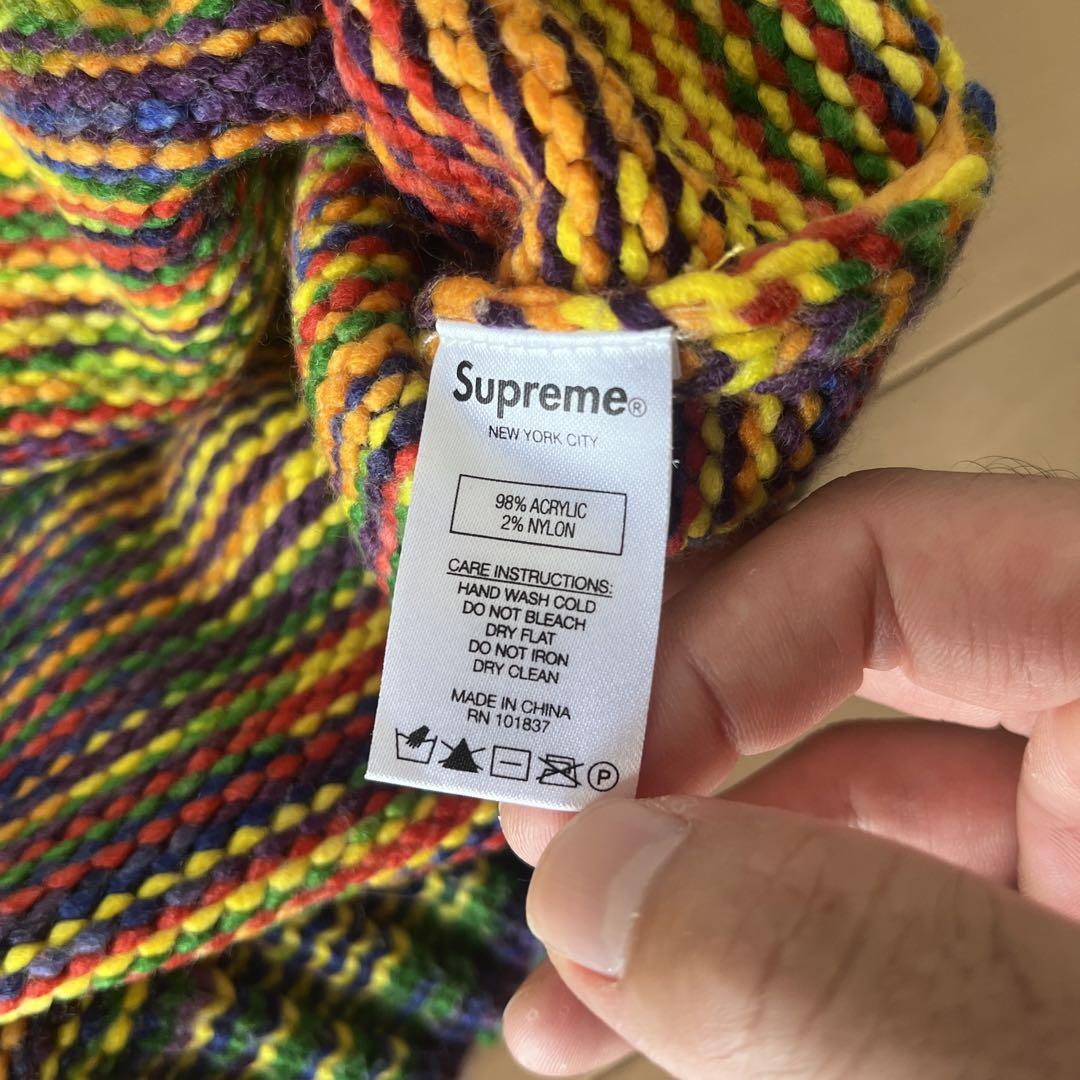 Supreme®
NEW YORK CITY
98% ACRYLIC
2% NYLON
CARE INSTRUCTIONS:
HAND WASH COLD
DO NOT BLEACH
DRY FLAT
DO NOT IRON
DRY CLEAN
MADE IN CHINA
RN 101837
P